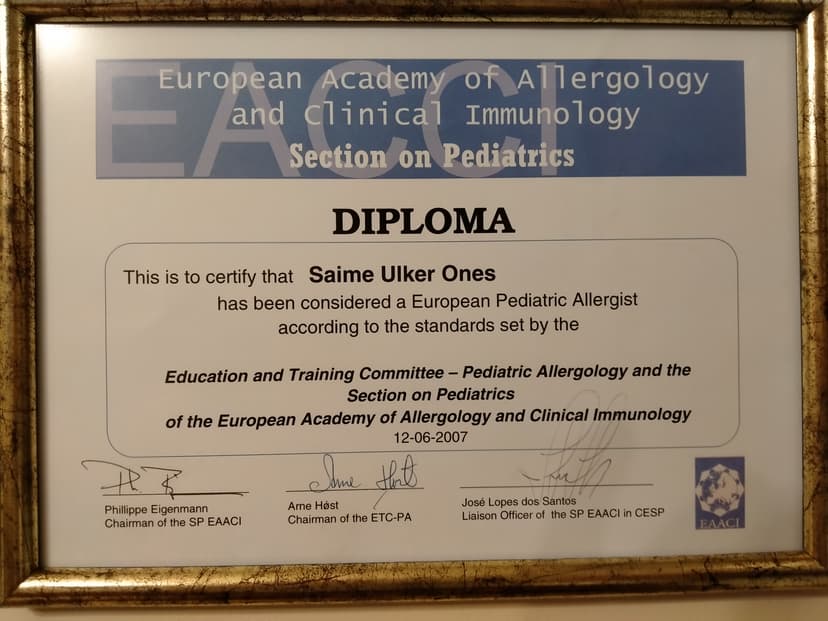 EAACI
European Academy of Allergology
and Clinical Immunology
Section on Pediatrics
DIPLOMA
This is to certify that Saime Ulker Ones
has been considered a European Pediatric Allergist
according to the standards set by the
Education and Training Committee – Pediatric Allergology and the
Section on Pediatrics
of the European Academy of Allergology and Clinical Immunology
12-06-2007
Arne Høst
Phillippe Eigenmann
Chairman of the SP EAACI
Arne Høst
Chairman of the ETC-PA
José Lopes dos Santos
Liaison Officer of the SP EAACI in CESP
EAACI